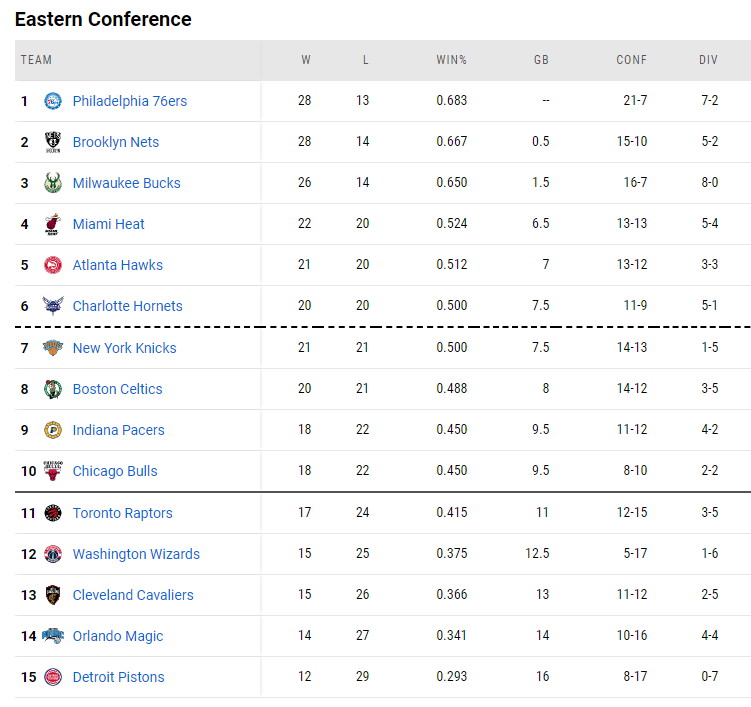 Eastern Conference
TEAM W L WIN% GB CONF DIV
1 Philadelphia 76ers 28 13 0.683 -- 21-7 7-2
2 Brooklyn Nets 28 14 0.667 0.5 15-10 5-2
3 Milwaukee Bucks 26 14 0.650 1.5 16-7 8-0
4 Miami Heat 22 20 0.524 6.5 13-13 5-4
5 Atlanta Hawks 21 20 0.512 7 13-12 3-3
6 Charlotte Hornets 20 20 0.500 7.5 11-9 5-1
7 New York Knicks 21 21 0.500 7.5 14-13 1-5
8 Boston Celtics 20 21 0.488 8 14-12 3-5
9 Indiana Pacers 18 22 0.450 9.5 11-12 4-2
10 Chicago Bulls 18 22 0.450 9.5 8-10 2-2
11 Toronto Raptors 17 24 0.415 11 12-15 3-5
12 Washington Wizards 15 25 0.375 12.5 5-17 1-6
13 Cleveland Cavaliers 15 26 0.366 13 11-12 2-5
14 Orlando Magic 14 27 0.341 14 10-16 4-4
15 Detroit Pistons 12 29 0.293 16 8-17 0-7